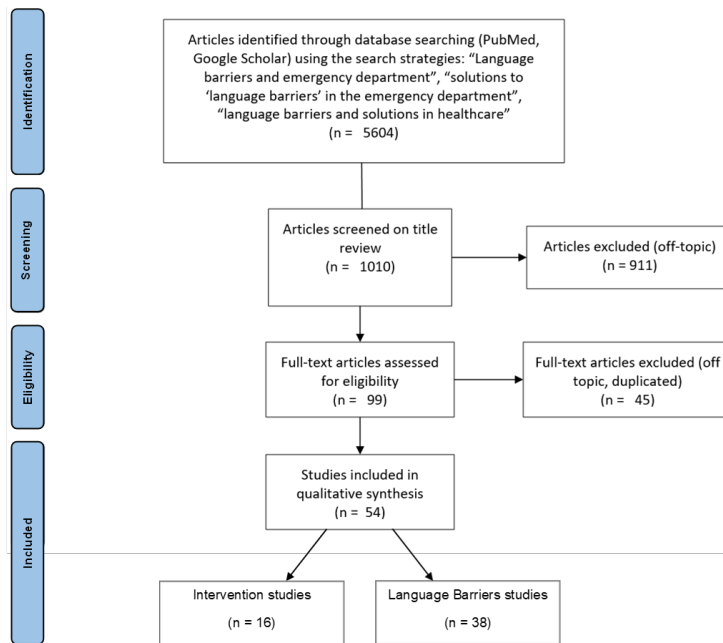 Identification
Articles identified through database searching (PubMed,
Google Scholar) using the search strategies: “Language
barriers and emergency department”, “solutions to
‘language barriers’ in the emergency department”,
“language barriers and solutions in healthcare”
(n = 5604)
Screening
Articles screened on title
review
(n = 1010)
Articles excluded (off-topic)
(n = 911)
Eligibility
Full-text articles assessed
for eligibility
(n = 99)
Full-text articles excluded (off
topic, duplicated)
(n = 45)
Included
Studies included in
qualitative synthesis
(n = 54)
Intervention studies
(n = 16)
Language Barriers studies
(n = 38)